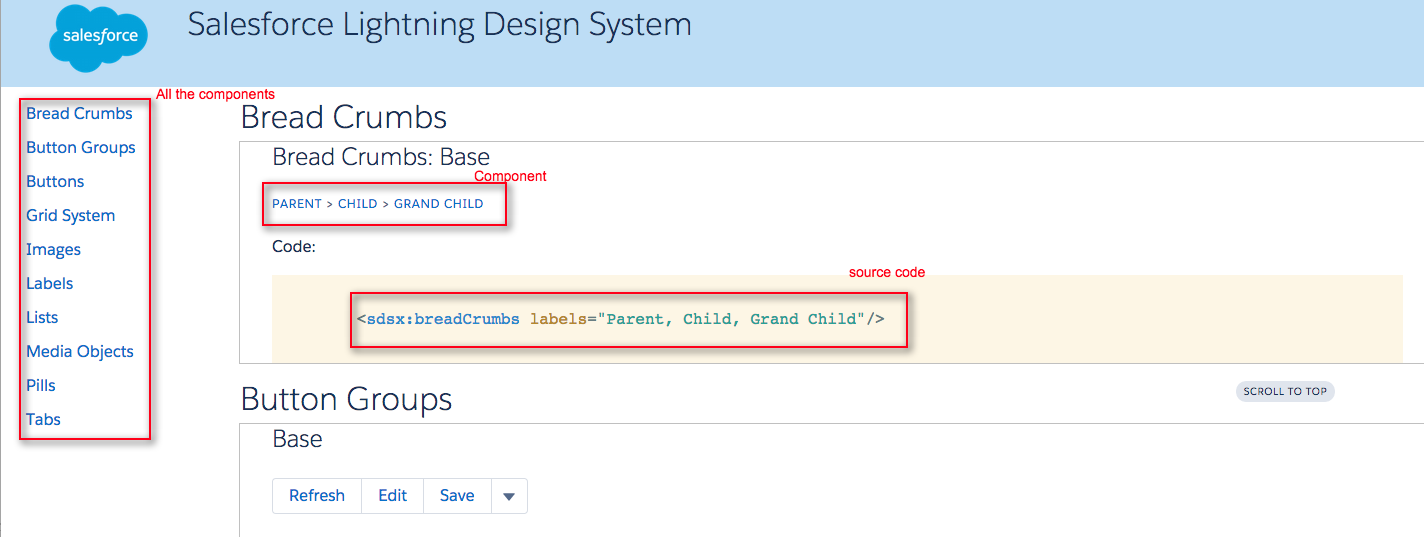 salesforce
Salesforce Lightning Design System
All the components
Bread Crumbs
Button Groups
Buttons
Grid System
Images
Labels
Lists
Media Objects
Pills
Tabs
Bread Crumbs
Bread Crumbs: Base
Component
PARENT > CHILD > GRAND CHILD
Code:
source code
<sdsx:breadCrumbs labels="Parent, Child, Grand Child"/>
Button Groups
SCROLL TO TOP
Base
Refresh Edit Save